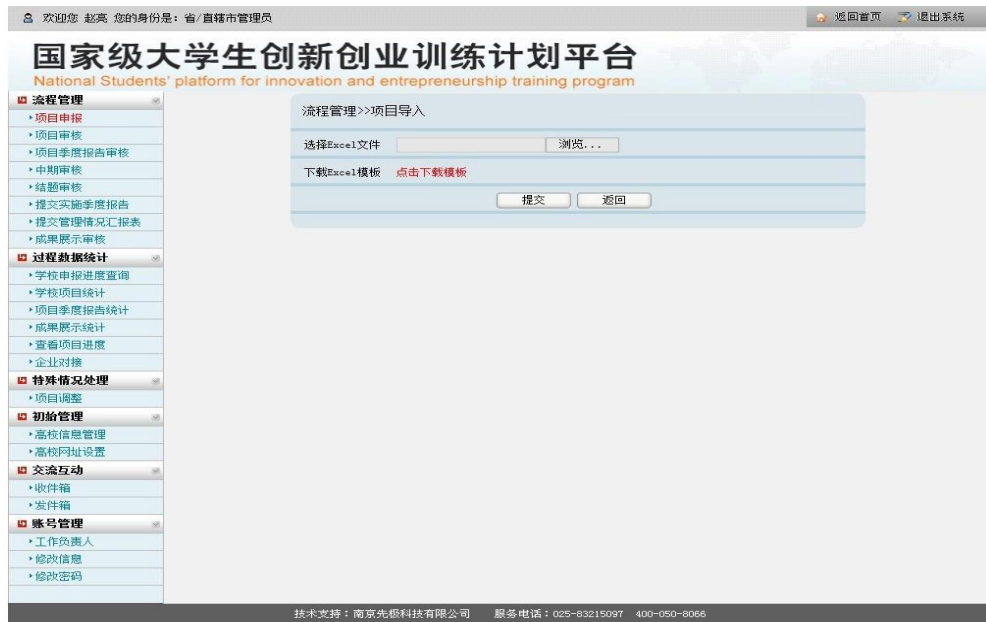 欢迎您 赵亮 您的身份是：省/直辖市管理员
返回首页 退出系统
国家级大学生创新创业训练计划平台
National Students' platform for innovation and entrepreneurship training program
流程管理
项目申报
项目审核
项目季度报告审核
中期审核
结题审核
提交实施季度报告
提交管理情况汇报表
成果展示审核
过程数据统计
学校申报进度查询
学校项目统计
项目季度报告统计
成果展示统计
查看项目进度
企业对接
特殊情况处理
项目调整
初始管理
高校信息管理
高校网址设置
交流互动
收件箱
发件箱
账号管理
工作负责人
修改信息
修改密码
流程管理>>项目导入
选择Excel文件 浏览...
下载Excel模板 点击下载模板
提交 返回
技术支持：南京先极科技有限公司 服务电话：025-83215097 400-050-8066